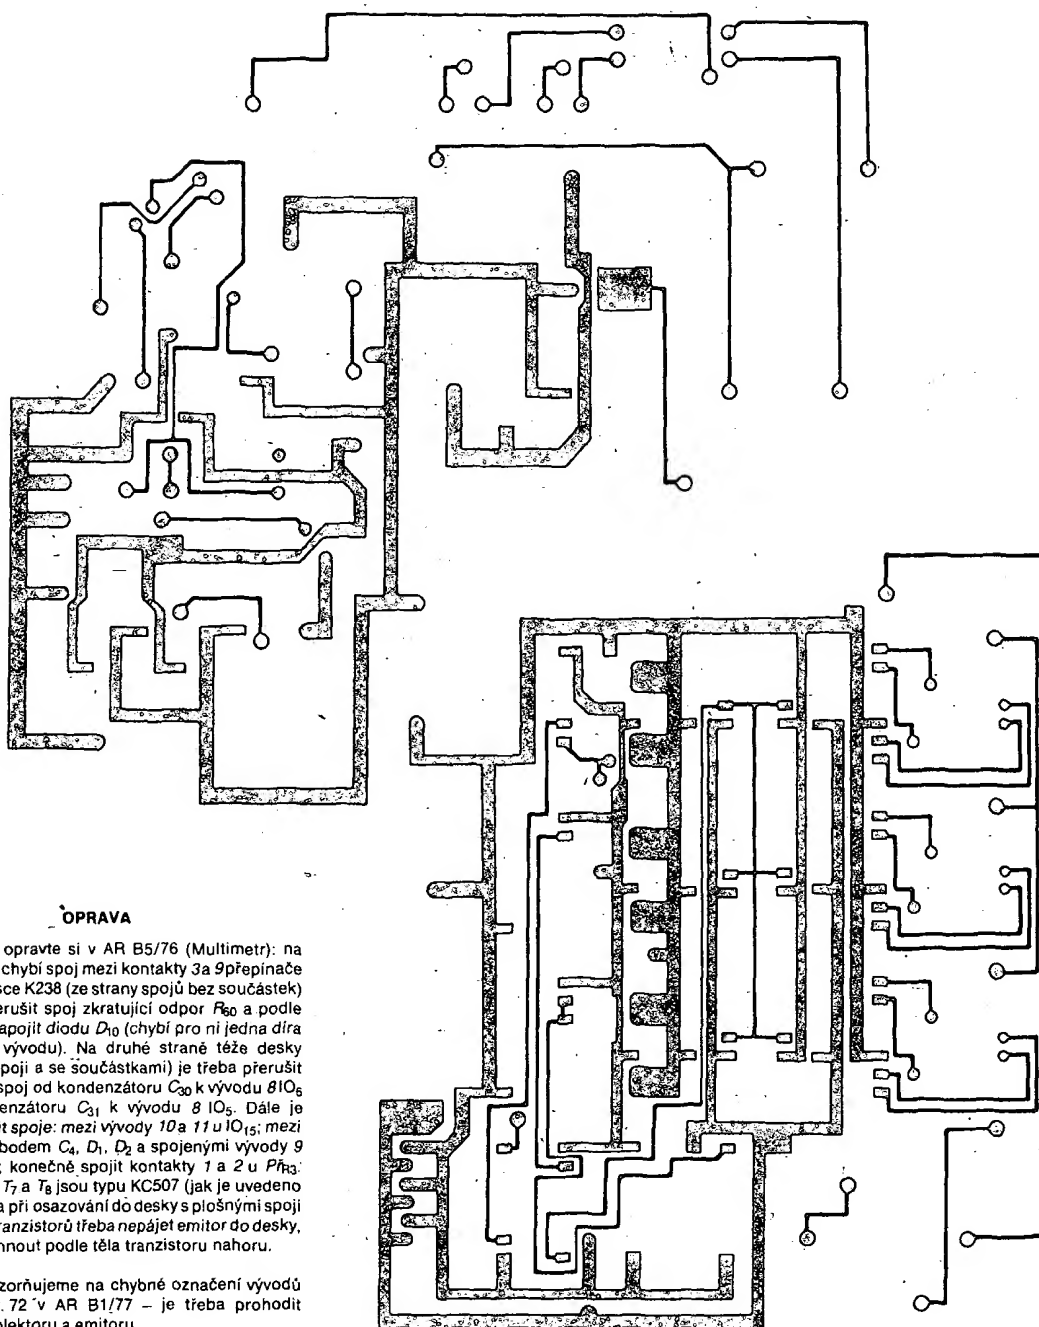 OPRAVA
opravte si v AR B5/76 (Multimetr): na
chybí spoj mezi kontakty 3 a 9 přepínače
sce K238 (ze strany spojů bez součástek)
erušit spoj zkratující odpor R60 a podle
apojit diodu D10 (chybí pro ni jedna díra
vývodu). Na druhé straně téže desky
poji a se součástkami) je třeba přerušit
spoj od kondenzátoru C30 k vývodu 8 IO6
enzátoru C31 k vývodu 8 IO5. Dále je
t spoje: mezi vývody 10 a 11 u IO15; mezi
bodem C4, D1, D2 a spojenými vývody 9
; konečně spojit kontakty 1 a 2 u PřR3.
T7 a T8 jsou typu KC507 (jak je uvedeno
a při osazování do desky s plošnými spoji
ranzistorů třeba nepájet emitor do desky,
hnout podle těla tranzistoru nahoru.
zorňujeme na chybné označení vývodů
. 72 v AR B1/77 – je třeba prohodit
olektoru a emitoru.